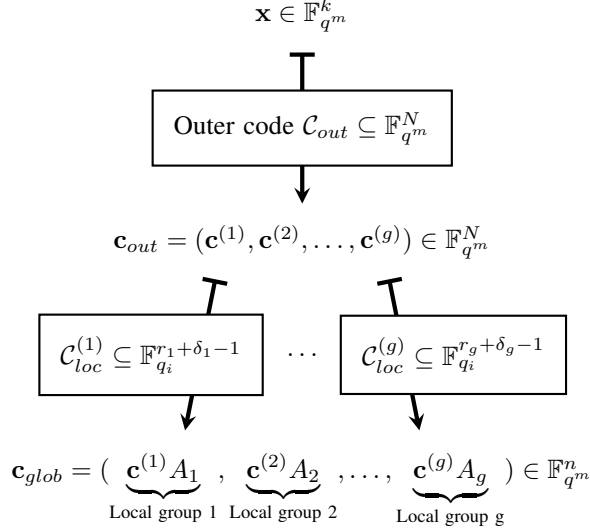 𝐱 ∈ 𝔽_{q^m}^k
Outer code 𝒞_{out} ⊆ 𝔽_{q^m}^N
𝐜_{out} = (𝐜^{(1)}, 𝐜^{(2)}, . . . , 𝐜^{(g)}) ∈ 𝔽_{q^m}^N
𝒞_{loc}^{(1)} ⊆ 𝔽_{q_i}^{r_1+δ_1−1} · · · 𝒞_{loc}^{(g)} ⊆ 𝔽_{q_i}^{r_g+δ_g−1}
𝐜_{glob} = ( 𝐜^{(1)}A_1 , 𝐜^{(2)}A_2 , . . . , 𝐜^{(g)}A_g ) ∈ 𝔽_{q^m}^n
Local group 1 Local group 2 Local group g